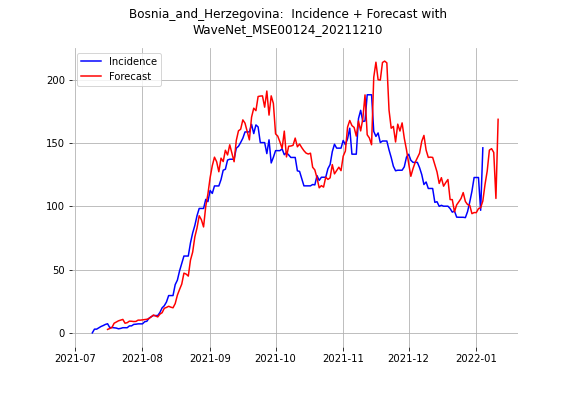 Bosnia_and_Herzegovina:  Incidence + Forecast with
WaveNet_MSE00124_20211210
Incidence
Forecast
200
150
100
50
0
2021-07 2021-08 2021-09 2021-10 2021-11 2021-12 2022-01